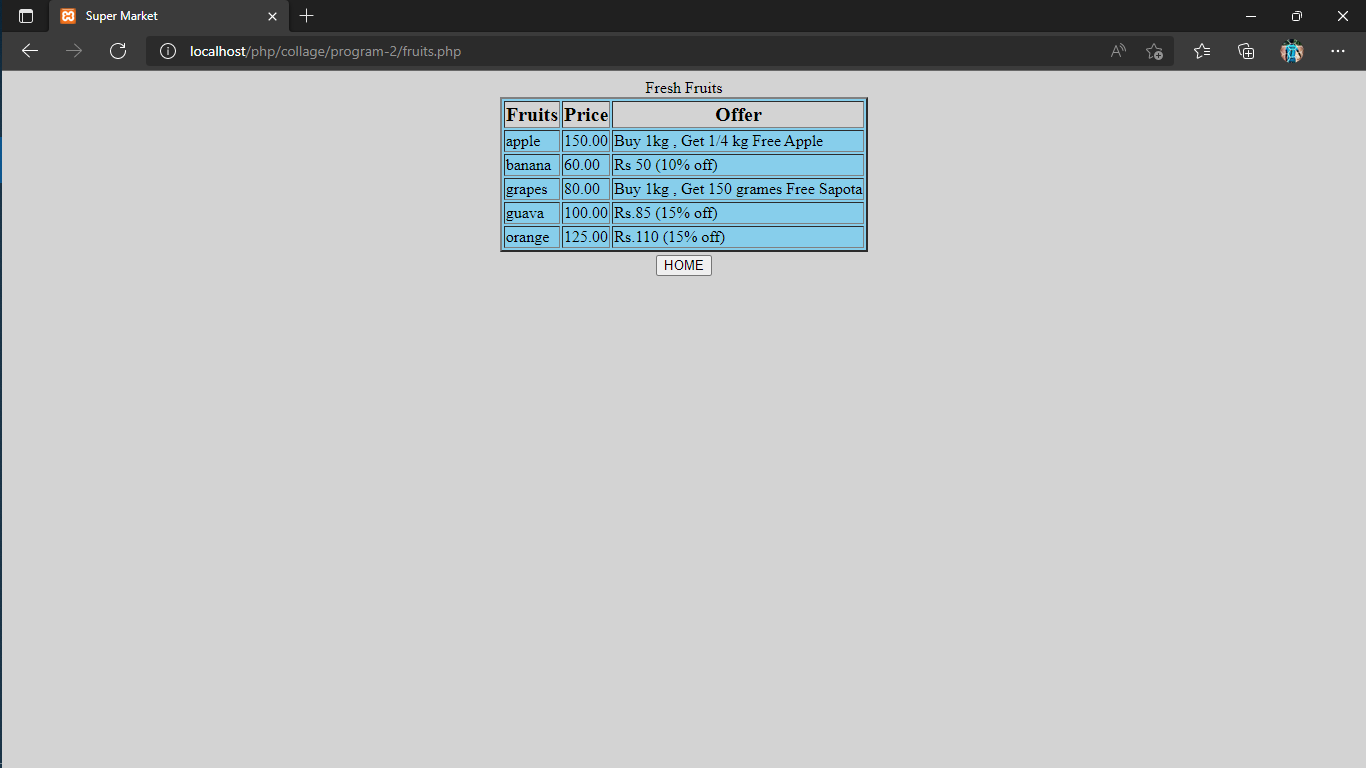 Super Market
localhost/php/collage/program-2/fruits.php
Fresh Fruits
Fruits Price Offer
apple 150.00 Buy 1kg , Get 1/4 kg Free Apple
banana 60.00 Rs 50 (10% off)
grapes 80.00 Buy 1kg , Get 150 grames Free Sapota
guava 100.00 Rs.85 (15% off)
orange 125.00 Rs.110 (15% off)
HOME